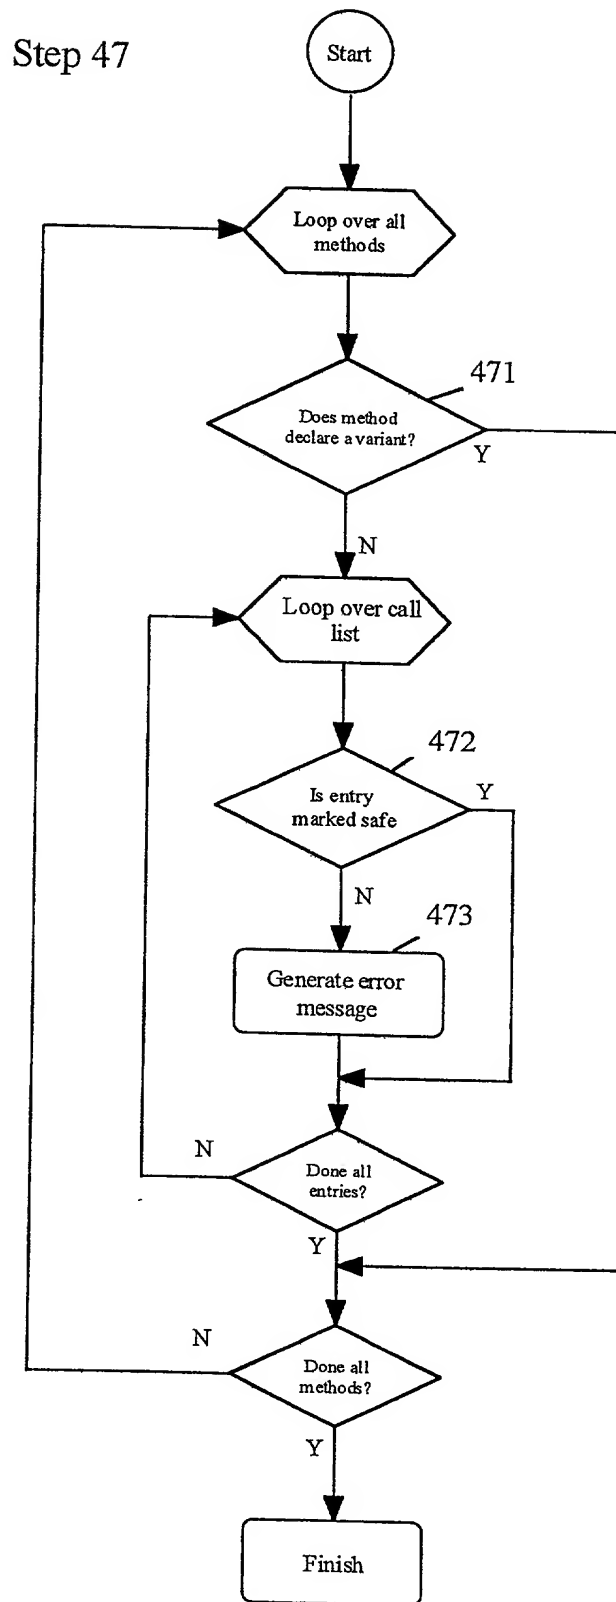 Step 47
Start
Loop over all
methods
471
Does method
declare a variant?
Y
N
Loop over call
list
472
Is entry
marked safe
Y
N
473
Generate error
message
N
Done all
entries?
Y
N
Done all
methods?
Y
Finish